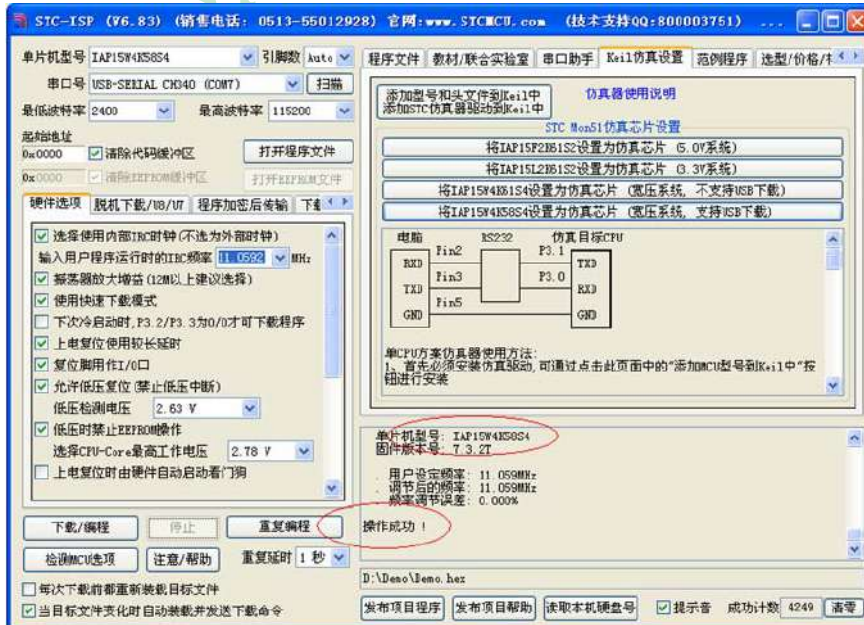 STC-ISP (V6.83) (销售电话: 0513-55012928) 官网:www.STCMCU.com (技术支持QQ:800003751) ...
单片机型号 IAP15W4K58S4 引脚数 Auto
串口号 USB-SERIAL CH340 (COM7) 扫描
最低波特率 2400 最高波特率 115200
起始地址
0x0000 清除代码缓冲区 打开程序文件
0x0000 清除EEPROM缓冲区 打开EEPROM文件
硬件选项 脱机下载/U8/U7 程序加密后传输
选择使用内部IRC时钟(不选为外部时钟)
输入用户程序运行时的IRC频率 11.0592 MHz
振荡器放大增益(12M以上建议选择)
使用快速下载模式
下次冷启动时,P3.2/P3.3为0/0才可下载程序
上电复位使用较长延时
复位脚用作I/O口
允许低压复位(禁止低压中断)
低压检测电压 2.63 V
低压时禁止EEPROM操作
选择CPU-Core最高工作电压 2.78 V
上电复位时由硬件自动启动看门狗
下载/编程 停止 重复编程
检测MCU选项 注意/帮助 重复延时 1 秒
每次下载前都重新装载目标文件
当目标文件变化时自动装载并发送下载命令
程序文件 教材/联合实验室 串口助手 Keil仿真设置 范例程序 选型/价格/
添加型号和头文件到Keil中
添加STC仿真器驱动到Keil中
仿真器使用说明
STC Mon51仿真芯片设置
将IAP15F2K61S2设置为仿真芯片 (5.0V系统)
将IAP15L2K61S2设置为仿真芯片 (3.3V系统)
将IAP15W4K61S4设置为仿真芯片 (宽压系统, 不支持USB下载)
将IAP15W4K58S4设置为仿真芯片 (宽压系统, 支持USB下载)
电脑 RS232 仿真目标CPU
RXD Pin2 P3.1 TXD
TXD Pin3 P3.0 RXD
GND Pin5 GND
单CPU方案仿真器使用方法:
1、首先必须安装仿真驱动,可通过点击此页面中的“添加MCU型号到Keil中”按
钮进行安装
单片机型号: IAP15W4K58S4
固件版本号: 7.3.2T
. 用户设定频率: 11.059MHz
. 调节后的频率: 11.059MHz
. 频率调节误差: 0.000%
操作成功 !
D:\Demo\Demo.hex
发布项目程序 发布项目帮助 读取本机硬盘号 提示音 成功计数 4249 清零